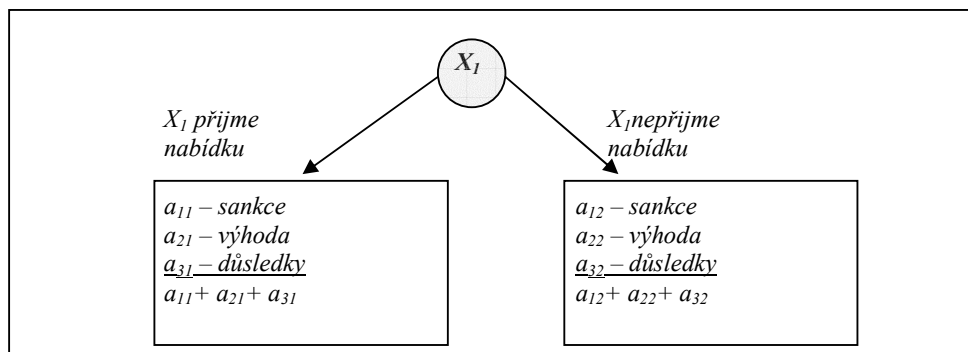 X₁
X₁ přijme
nabídku
X₁nepřijme
nabídku
a₁₁ – sankce
a₂₁ – výhoda
a₃₁ – důsledky
a₁₁+ a₂₁+ a₃₁
a₁₂ – sankce
a₂₂ – výhoda
a₃₂ – důsledky
a₁₂+ a₂₂+ a₃₂